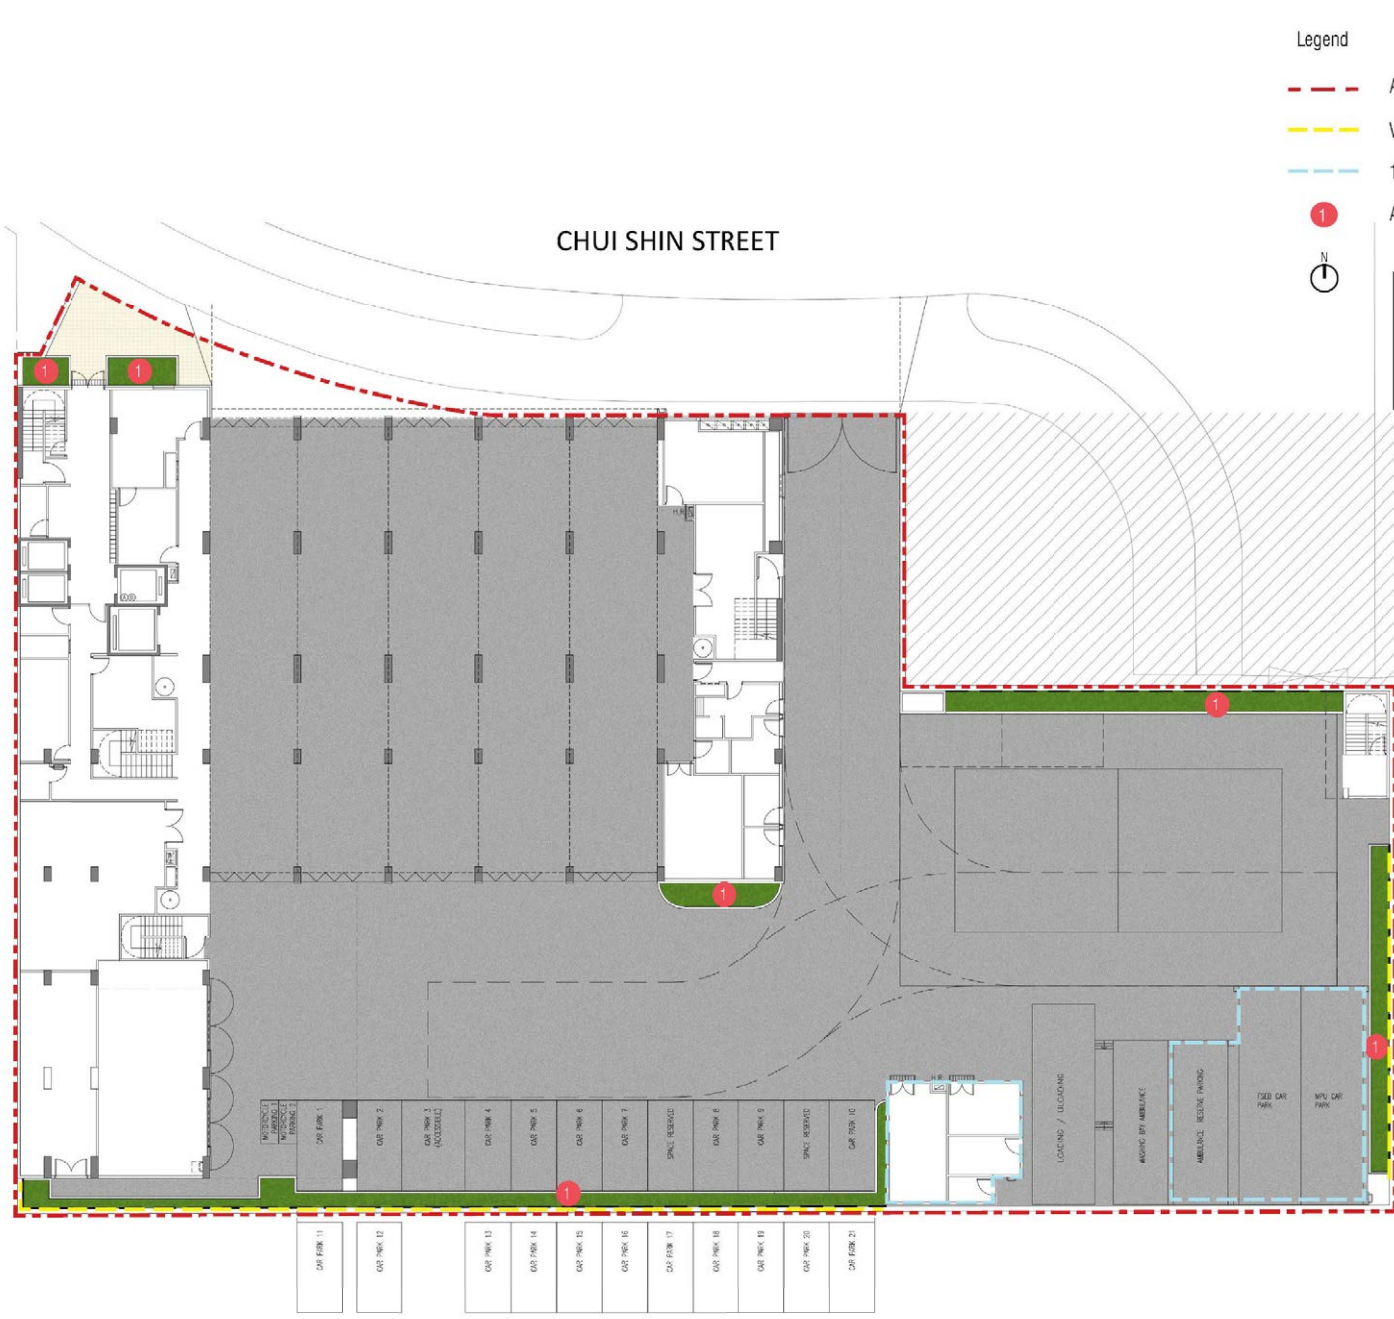 Legend
A
V
1
1
A
N
CHUI SHIN STREET
1
1
1
1
1
1
H.R.
H.R.
MOTORCYCLE
PARKING 1
MOTORCYCLE
PARKING 2
CAR PARK 1
CAR PARK 2
CAR PARK 3
(ACCESSIBLE)
CAR PARK 4
CAR PARK 5
CAR PARK 6
CAR PARK 7
SPACE RESERVED
CAR PARK 8
CAR PARK 9
SPACE RESERVED
CAR PARK 10
LOADING / ULOADING
WASHING BAY AMBULANCE
AMBULANCE RESERVE PARKING
TSED CAR
PARK
MPU CAR
PARK
CAR PARK 11
CAR PARK 12
CAR PARK 13
CAR PARK 14
CAR PARK 15
CAR PARK 16
CAR PARK 17
CAR PARK 18
CAR PARK 19
CAR PARK 20
CAR PARK 21